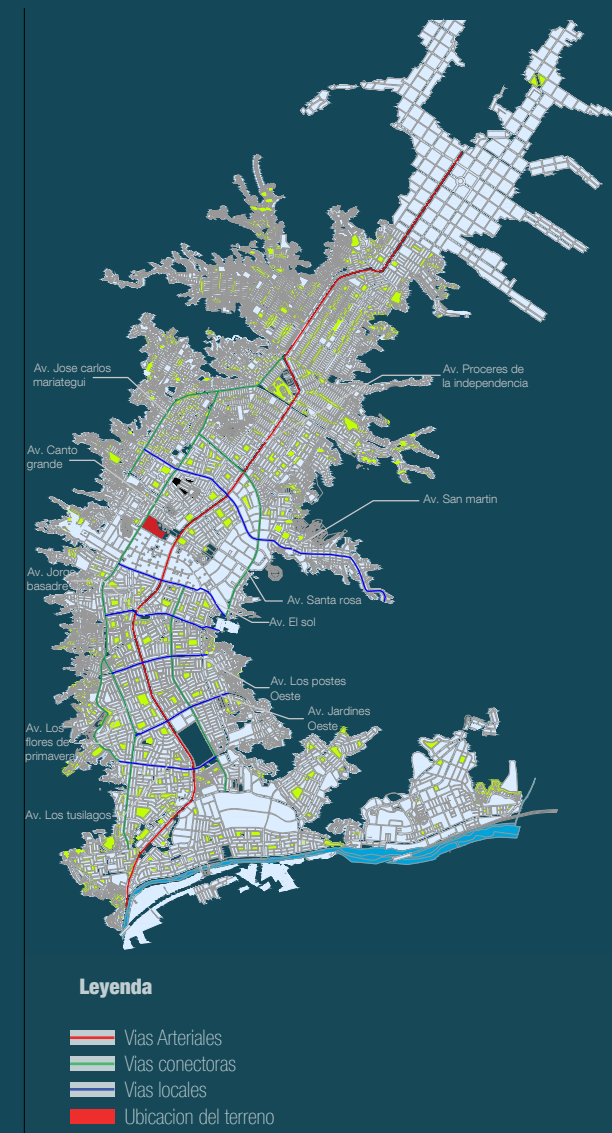 Av. Jose carlos
mariategui
Av. Proceres de
la independencia
Av. Canto
grande
Av. San martin
Av. Jorge
basadre
Av. Santa rosa
Av. El sol
Av. Los postes
Oeste
Av. Jardines
Oeste
Av. Los
flores de
primavera
Av. Los tusilagos
Leyenda
Vias Arteriales
Vias conectoras
Vias locales
Ubicacion del terreno